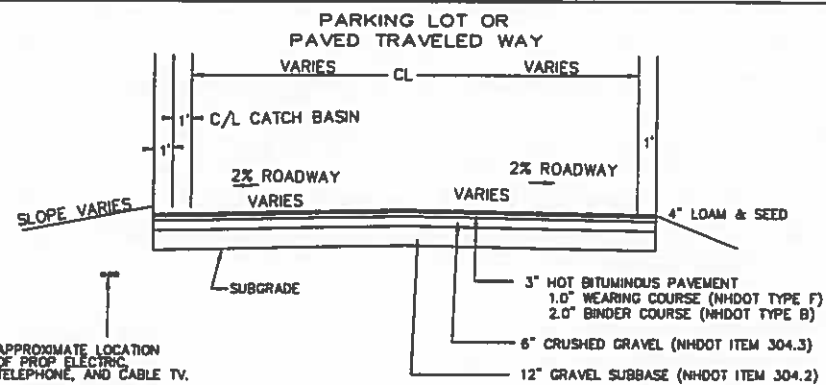 PARKING LOT OR
PAVED TRAVELED WAY
VARIES CL VARIES
1' C/L CATCH BASIN
1' 1'
2% ROADWAY 2% ROADWAY
VARIES VARIES
SLOPE VARIES
4" LOAM & SEED
SUBGRADE
3" HOT BITUMINOUS PAVEMENT
1.0" WEARING COURSE (NHDOT TYPE F)
2.0" BINDER COURSE (NHDOT TYPE B)
6" CRUSHED GRAVEL (NHDOT ITEM 304.3)
12" GRAVEL SUBBASE (NHDOT ITEM 304.2)
APPROXIMATE LOCATION
OF PROP ELECTRIC,
TELEPHONE, AND CABLE TV.